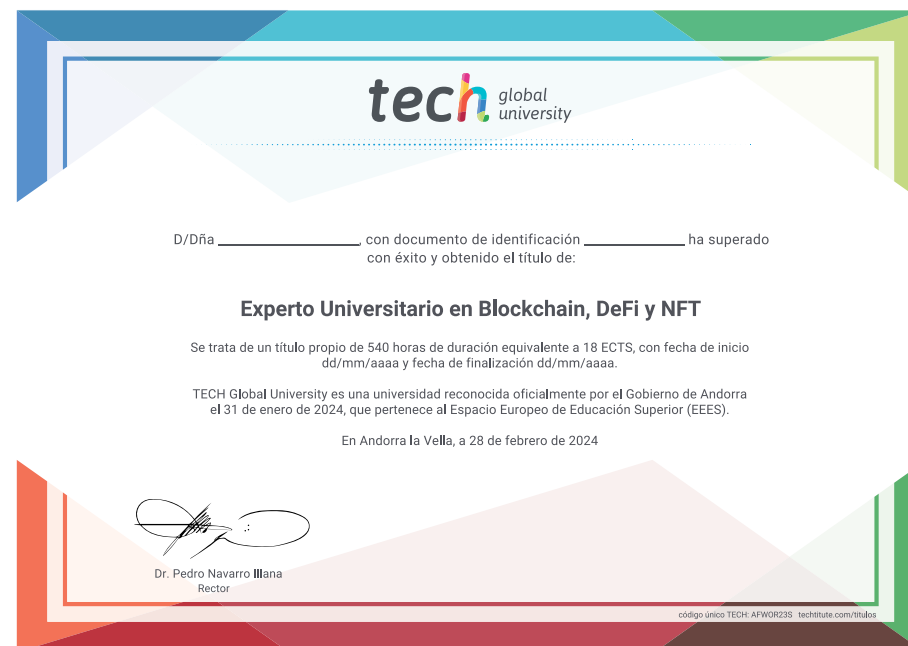 tech global university
D/Dña ____________________, con documento de identificación ______________ ha superado
con éxito y obtenido el título de:
Experto Universitario en Blockchain, DeFi y NFT
Se trata de un título propio de 540 horas de duración equivalente a 18 ECTS, con fecha de inicio
dd/mm/aaaa y fecha de finalización dd/mm/aaaa.
TECH Global University es una universidad reconocida oficialmente por el Gobierno de Andorra
el 31 de enero de 2024, que pertenece al Espacio Europeo de Educación Superior (EEES).
En Andorra la Vella, a 28 de febrero de 2024
Dr. Pedro Navarro Illana
Rector
código único TECH: AFWOR23S techtitute.com/titulos